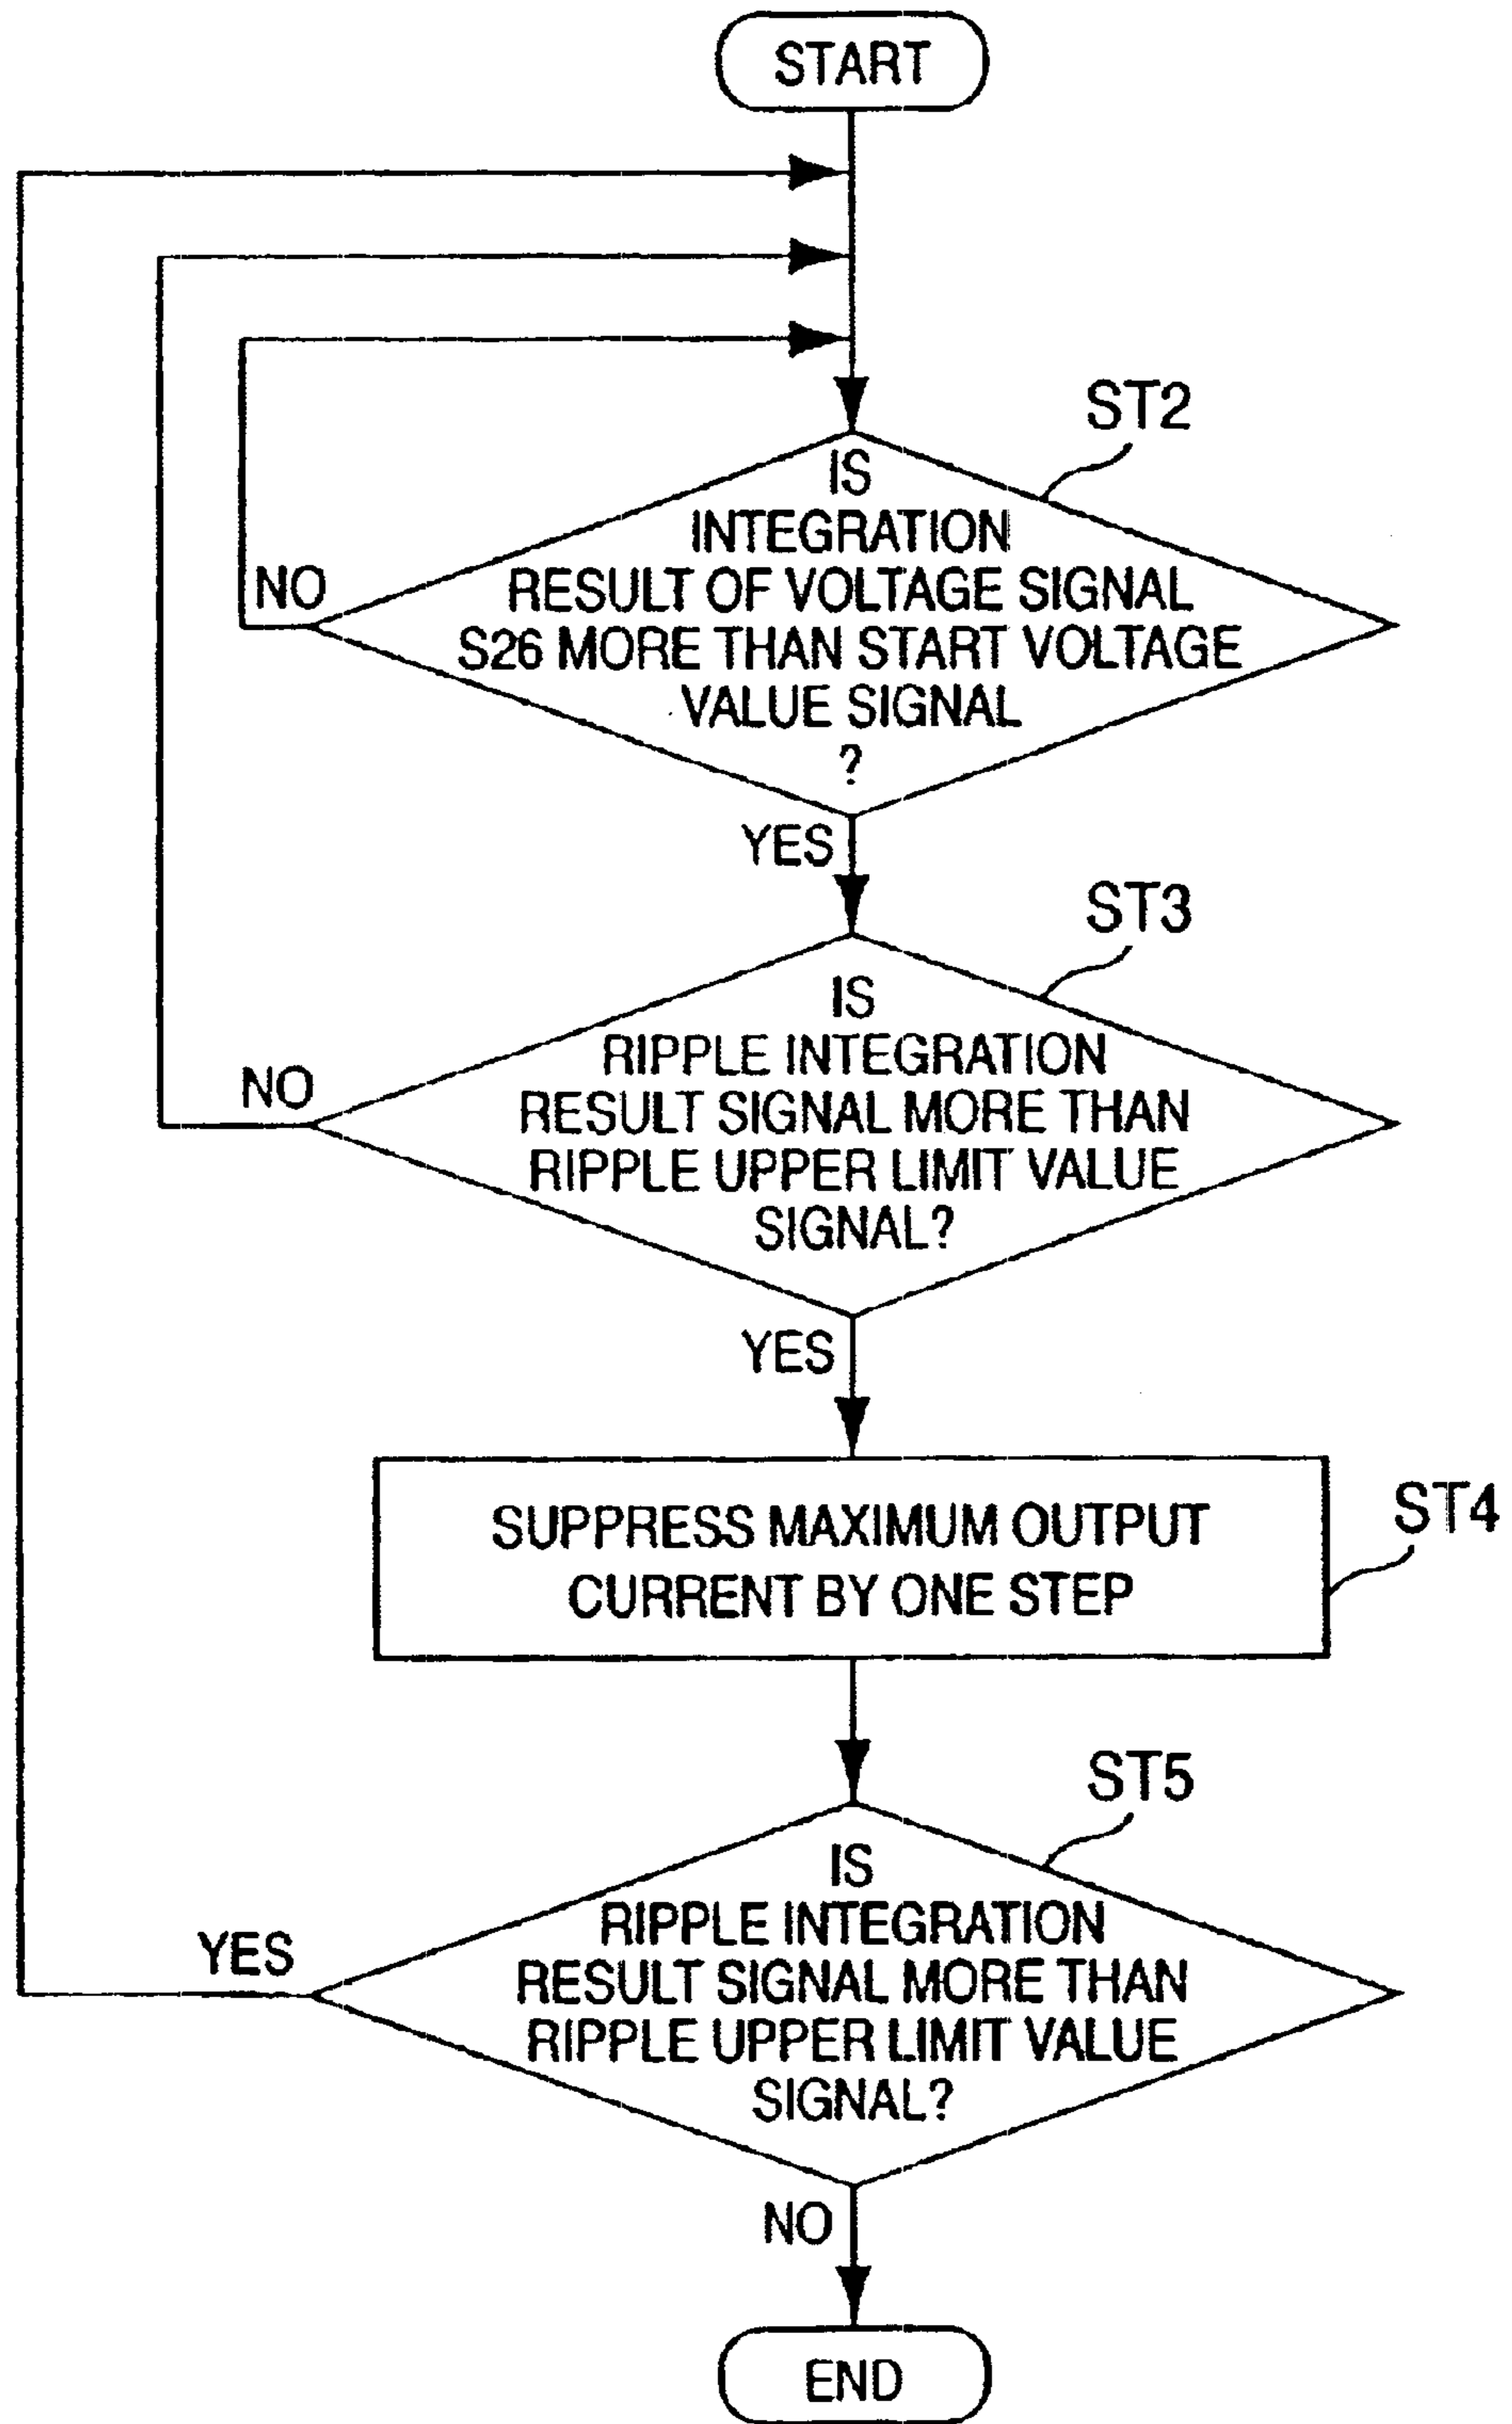 START
ST2
IS
INTEGRATION
RESULT OF VOLTAGE SIGNAL
S26 MORE THAN START VOLTAGE
VALUE SIGNAL
?
NO
YES
ST3
IS
RIPPLE INTEGRATION
RESULT SIGNAL MORE THAN
RIPPLE UPPER LIMIT VALUE
SIGNAL?
NO
YES
SUPPRESS MAXIMUM OUTPUT
CURRENT BY ONE STEP
ST4
ST5
IS
RIPPLE INTEGRATION
RESULT SIGNAL MORE THAN
RIPPLE UPPER LIMIT VALUE
SIGNAL?
YES
NO
END